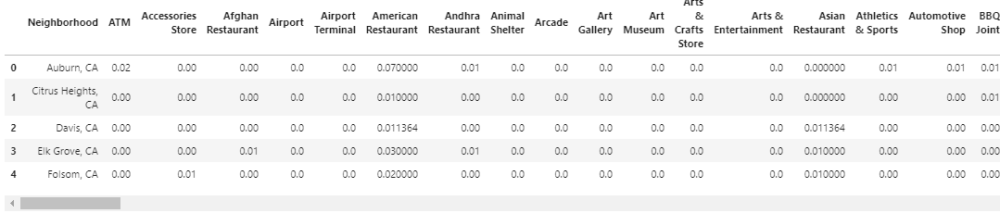 Neighborhood ATM Accessories Store Afghan Restaurant Airport Airport Terminal American Restaurant Andhra Restaurant Animal Shelter Arcade Art Gallery Art Museum Arts & Crafts Store Arts & Entertainment Asian Restaurant Athletics & Sports Automotive Shop BBQ Joint
0 Auburn, CA 0.02 0.00 0.00 0.0 0.0 0.070000 0.01 0.0 0.0 0.0 0.0 0.0 0.0 0.000000 0.01 0.01 0.01
1 Citrus Heights, CA 0.00 0.00 0.00 0.0 0.0 0.010000 0.00 0.0 0.0 0.0 0.0 0.0 0.0 0.000000 0.00 0.00 0.01
2 Davis, CA 0.00 0.00 0.00 0.0 0.0 0.011364 0.00 0.0 0.0 0.0 0.0 0.0 0.0 0.011364 0.00 0.00 0.00
3 Elk Grove, CA 0.00 0.00 0.01 0.0 0.0 0.030000 0.01 0.0 0.0 0.0 0.0 0.0 0.0 0.010000 0.00 0.00 0.00
4 Folsom, CA 0.00 0.01 0.00 0.0 0.0 0.020000 0.00 0.0 0.0 0.0 0.0 0.0 0.0 0.010000 0.00 0.00 0.00